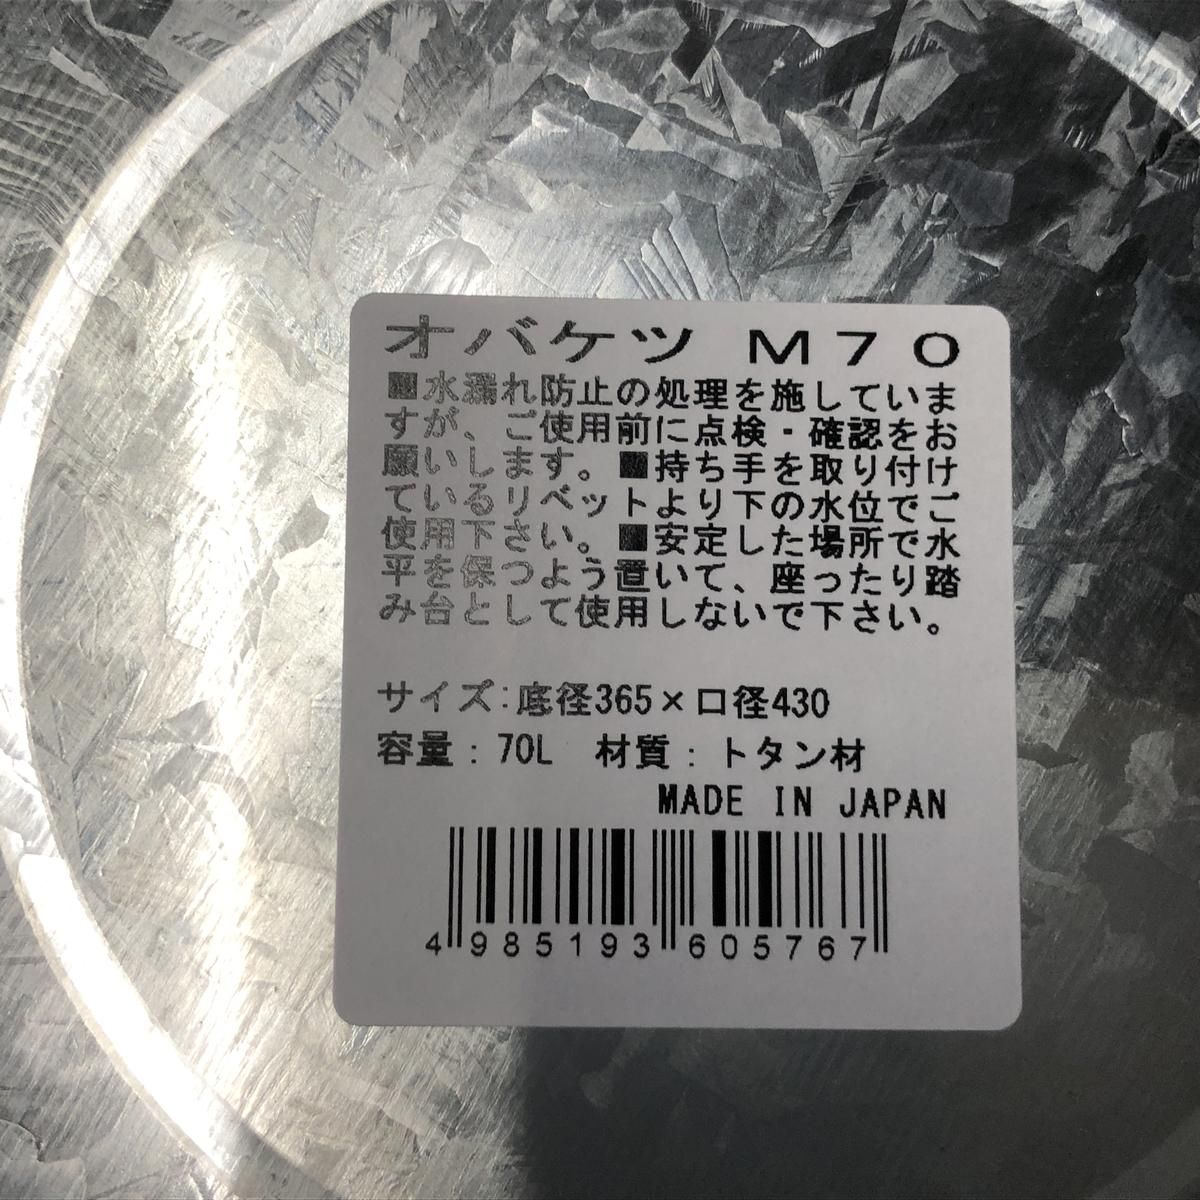 オバケツ M70
■水漏れ防止の処理を施していま
すが、ご使用前に点検・確認をお
願いします。■持ち手を取り付け
ているリベットより下の水位でご
使用下さい。■安定した場所で水
平を保つよう置いて、座ったり踏
み台として使用しないで下さい。
サイズ:底径365×口径430
容量:70L 材質:トタン材
MADE IN JAPAN
4985193605767